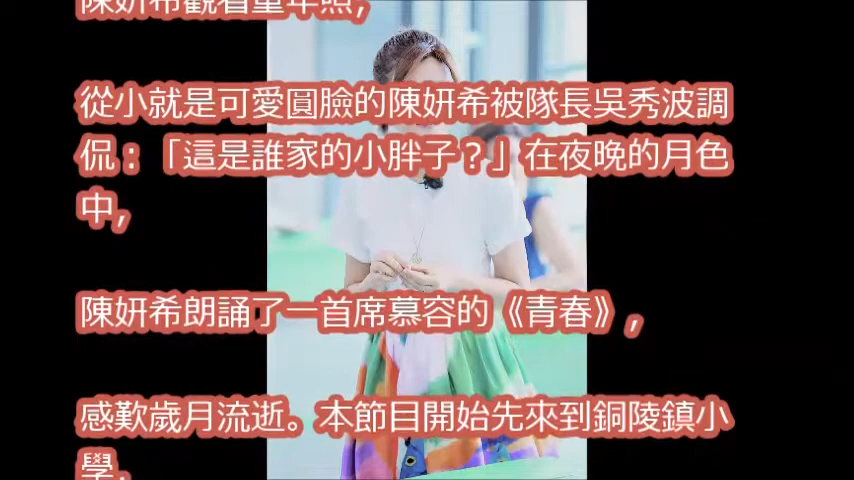 陳妍希觀看童年照，
從小就是可愛圓臉的陳妍希被隊長吳秀波調
侃：「這是誰家的小胖子？」在夜晚的月色
中，
陳妍希朗誦了一首席慕容的《青春》，
感歎歲月流逝。本節目開始先來到銅陵鎮小
學，